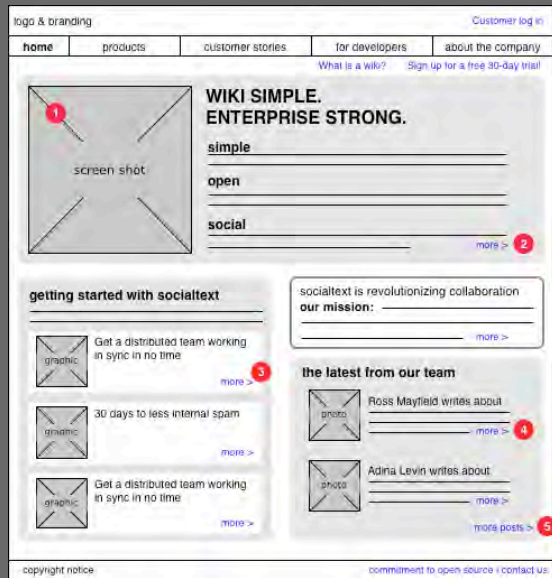 logo & branding
Customer log in
home products customer stories for developers about the company
What is a wiki? Sign up for a free 30-day trial!
1
screen shot
WIKI SIMPLE.
ENTERPRISE STRONG.
simple
open
social
more > 2
getting started with socialtext
graphic
Get a distributed team working
in sync in no time
3
more >
graphic
30 days to less internal spam
more >
graphic
Get a distributed team working
in sync in no time
more >
socialtext is revolutionizing collaboration
our mission:
more >
the latest from our team
photo
Ross Mayfield writes about
more > 4
photo
Adina Levin writes about
more >
more posts > 5
copyright notice
commitment to open source | contact us